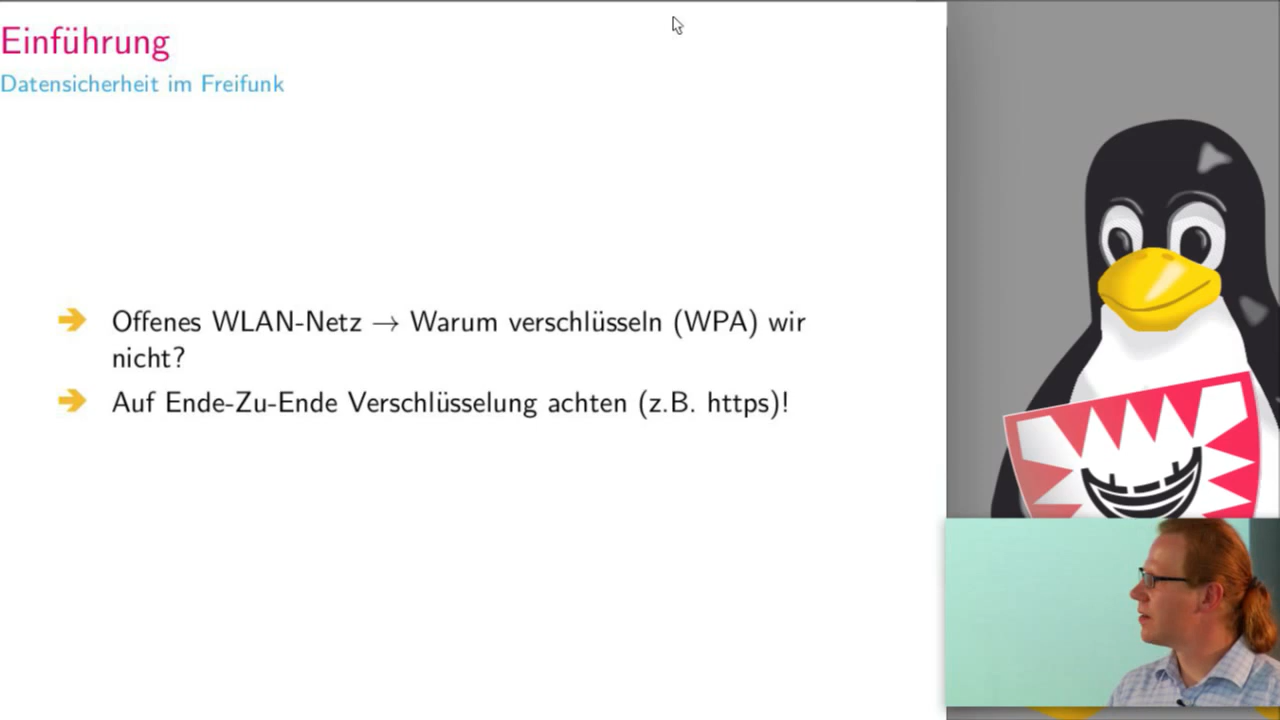 Einführung
Datensicherheit im Freifunk
Offenes WLAN-Netz → Warum verschlüsseln (WPA) wir
nicht?
Auf Ende-Zu-Ende Verschlüsselung achten (z.B. https)!